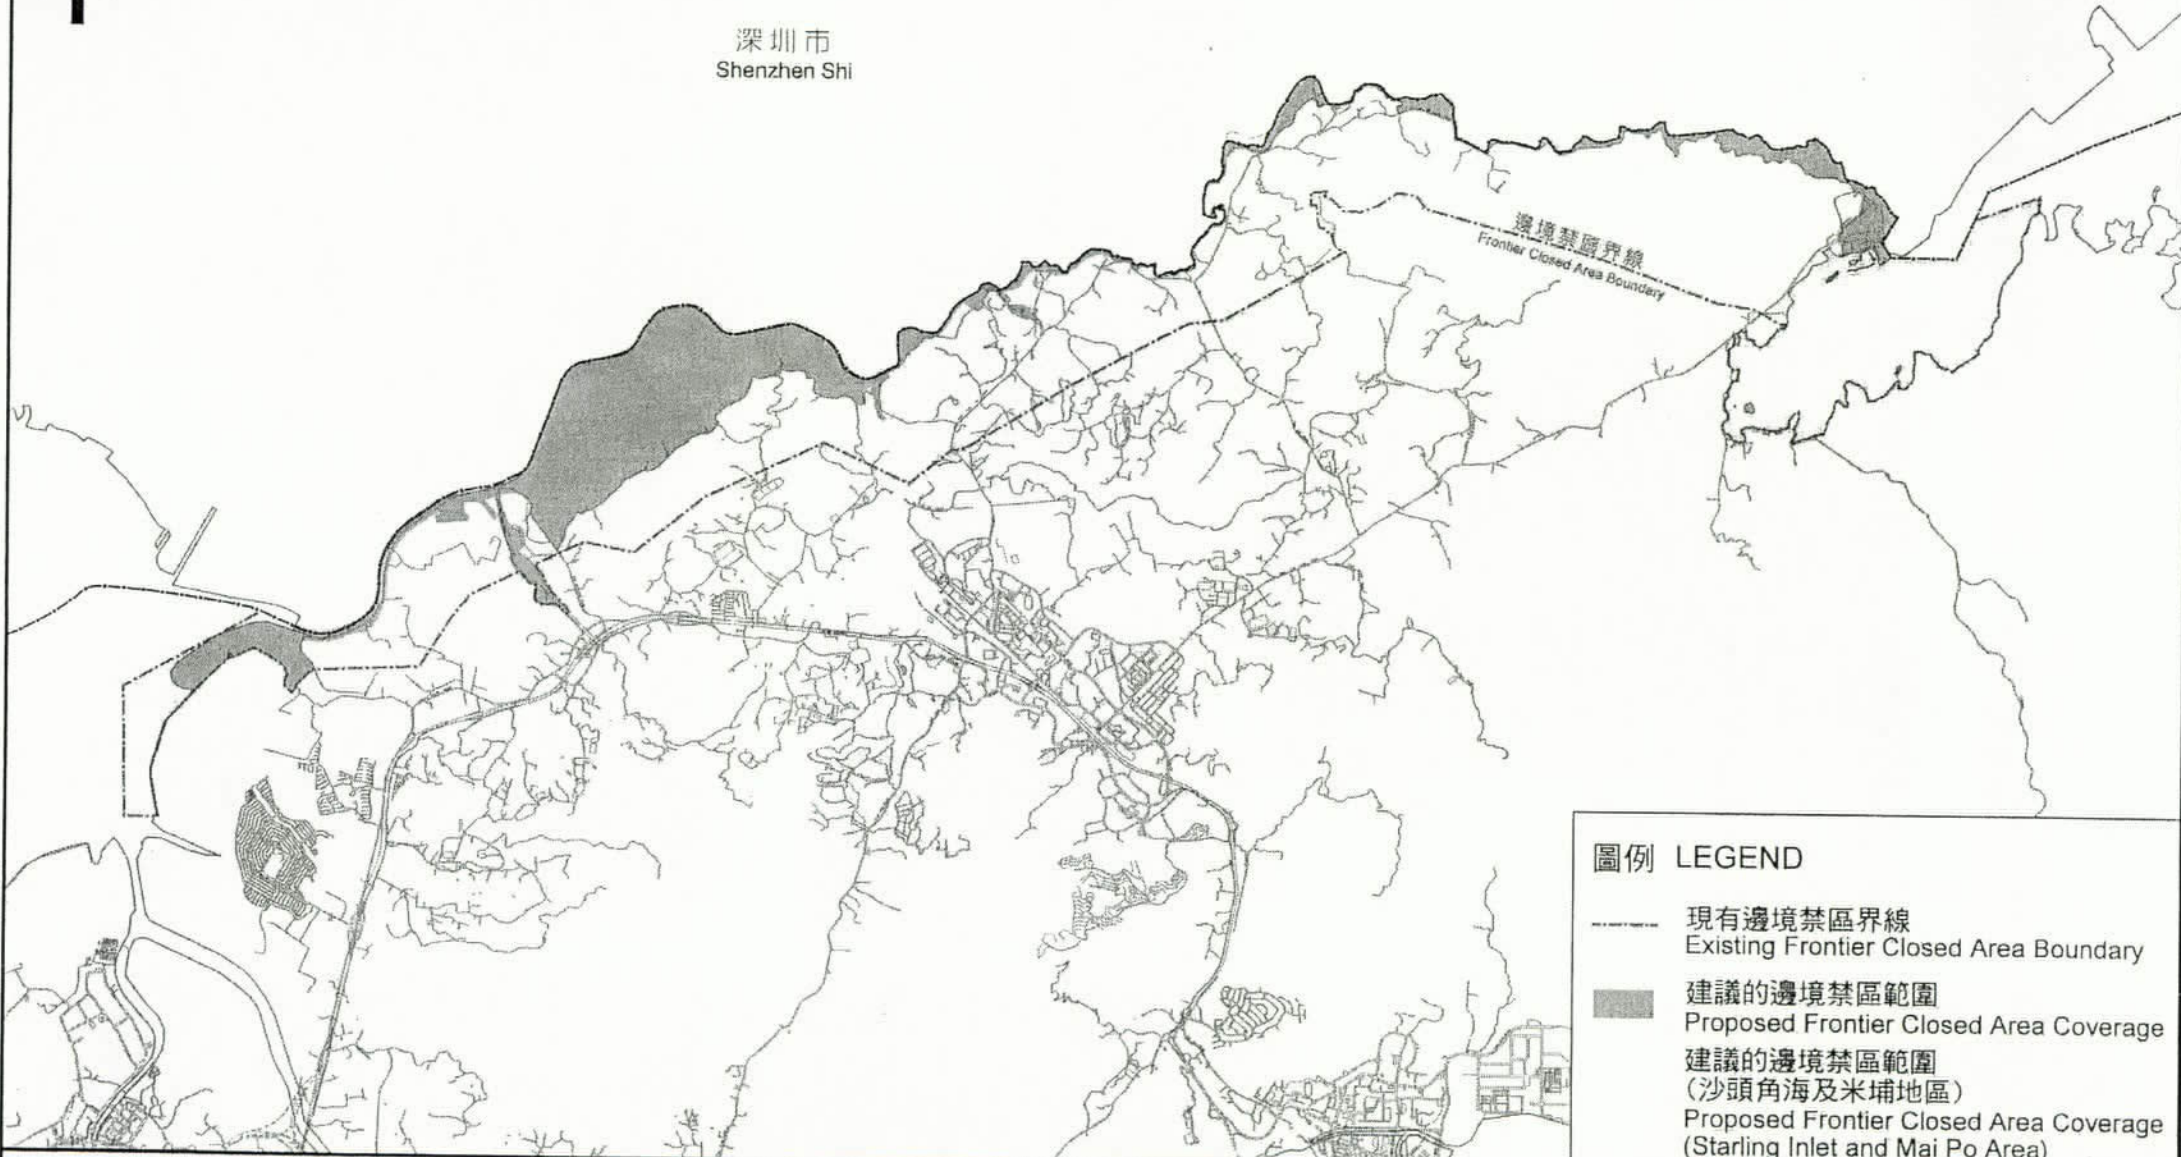 深圳市
Shenzhen Shi
邊境禁區界線
Frontier Closed Area Boundary
圖例 LEGEND
現有邊境禁區界線
Existing Frontier Closed Area Boundary
建議的邊境禁區範圍
Proposed Frontier Closed Area Coverage
建議的邊境禁區範圍
（沙頭角海及米埔地區）
Proposed Frontier Closed Area Coverage
(Starling Inlet and Mai Po Area)